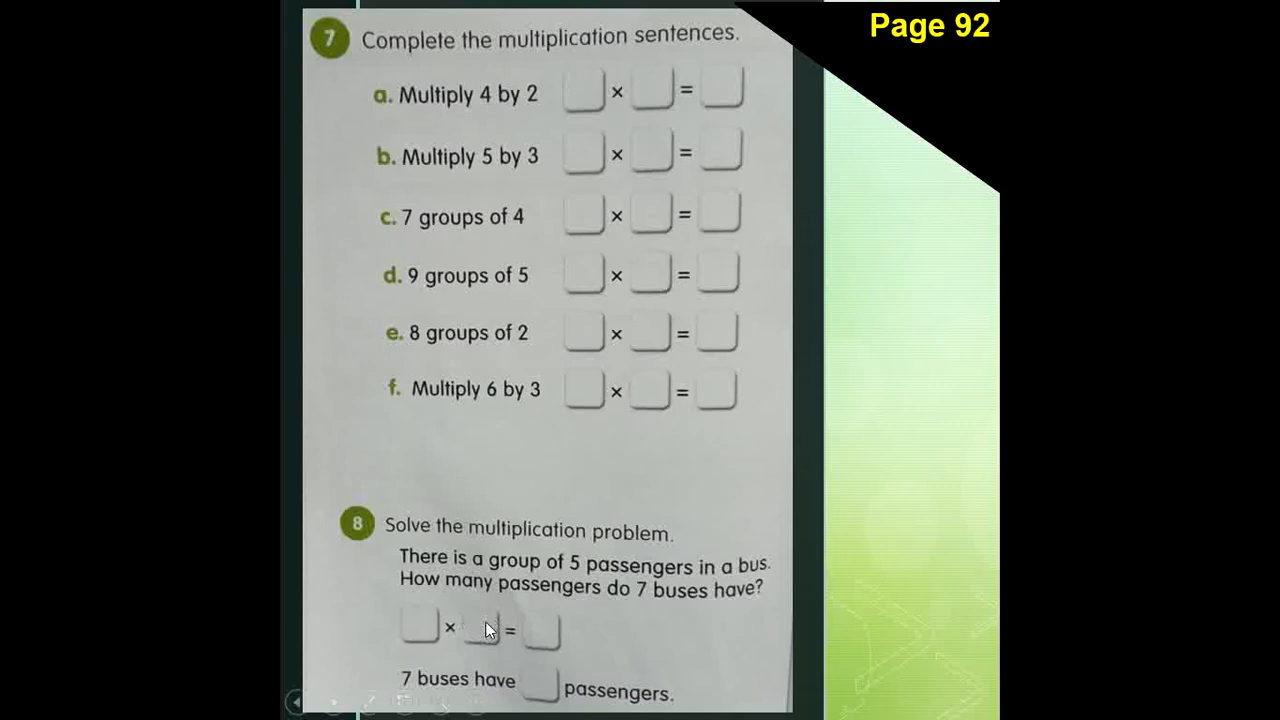 Page 92
7 Complete the multiplication sentences.
a. Multiply 4 by 2 × =
b. Multiply 5 by 3 × =
c. 7 groups of 4 × =
d. 9 groups of 5 × =
e. 8 groups of 2 × =
f. Multiply 6 by 3 × =
8 Solve the multiplication problem.
There is a group of 5 passengers in a bus.
How many passengers do 7 buses have?
× =
7 buses have passengers.